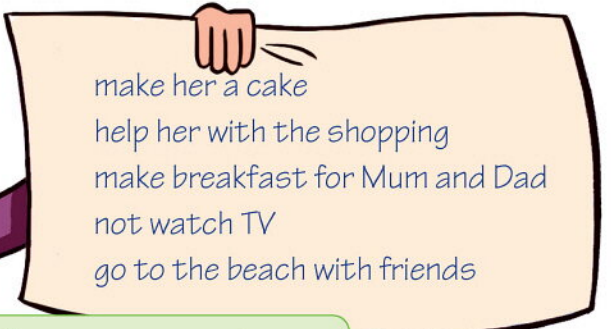 make her a cake
help her with the shopping
make breakfast for Mum and Dad
not watch TV
go to the beach with friends